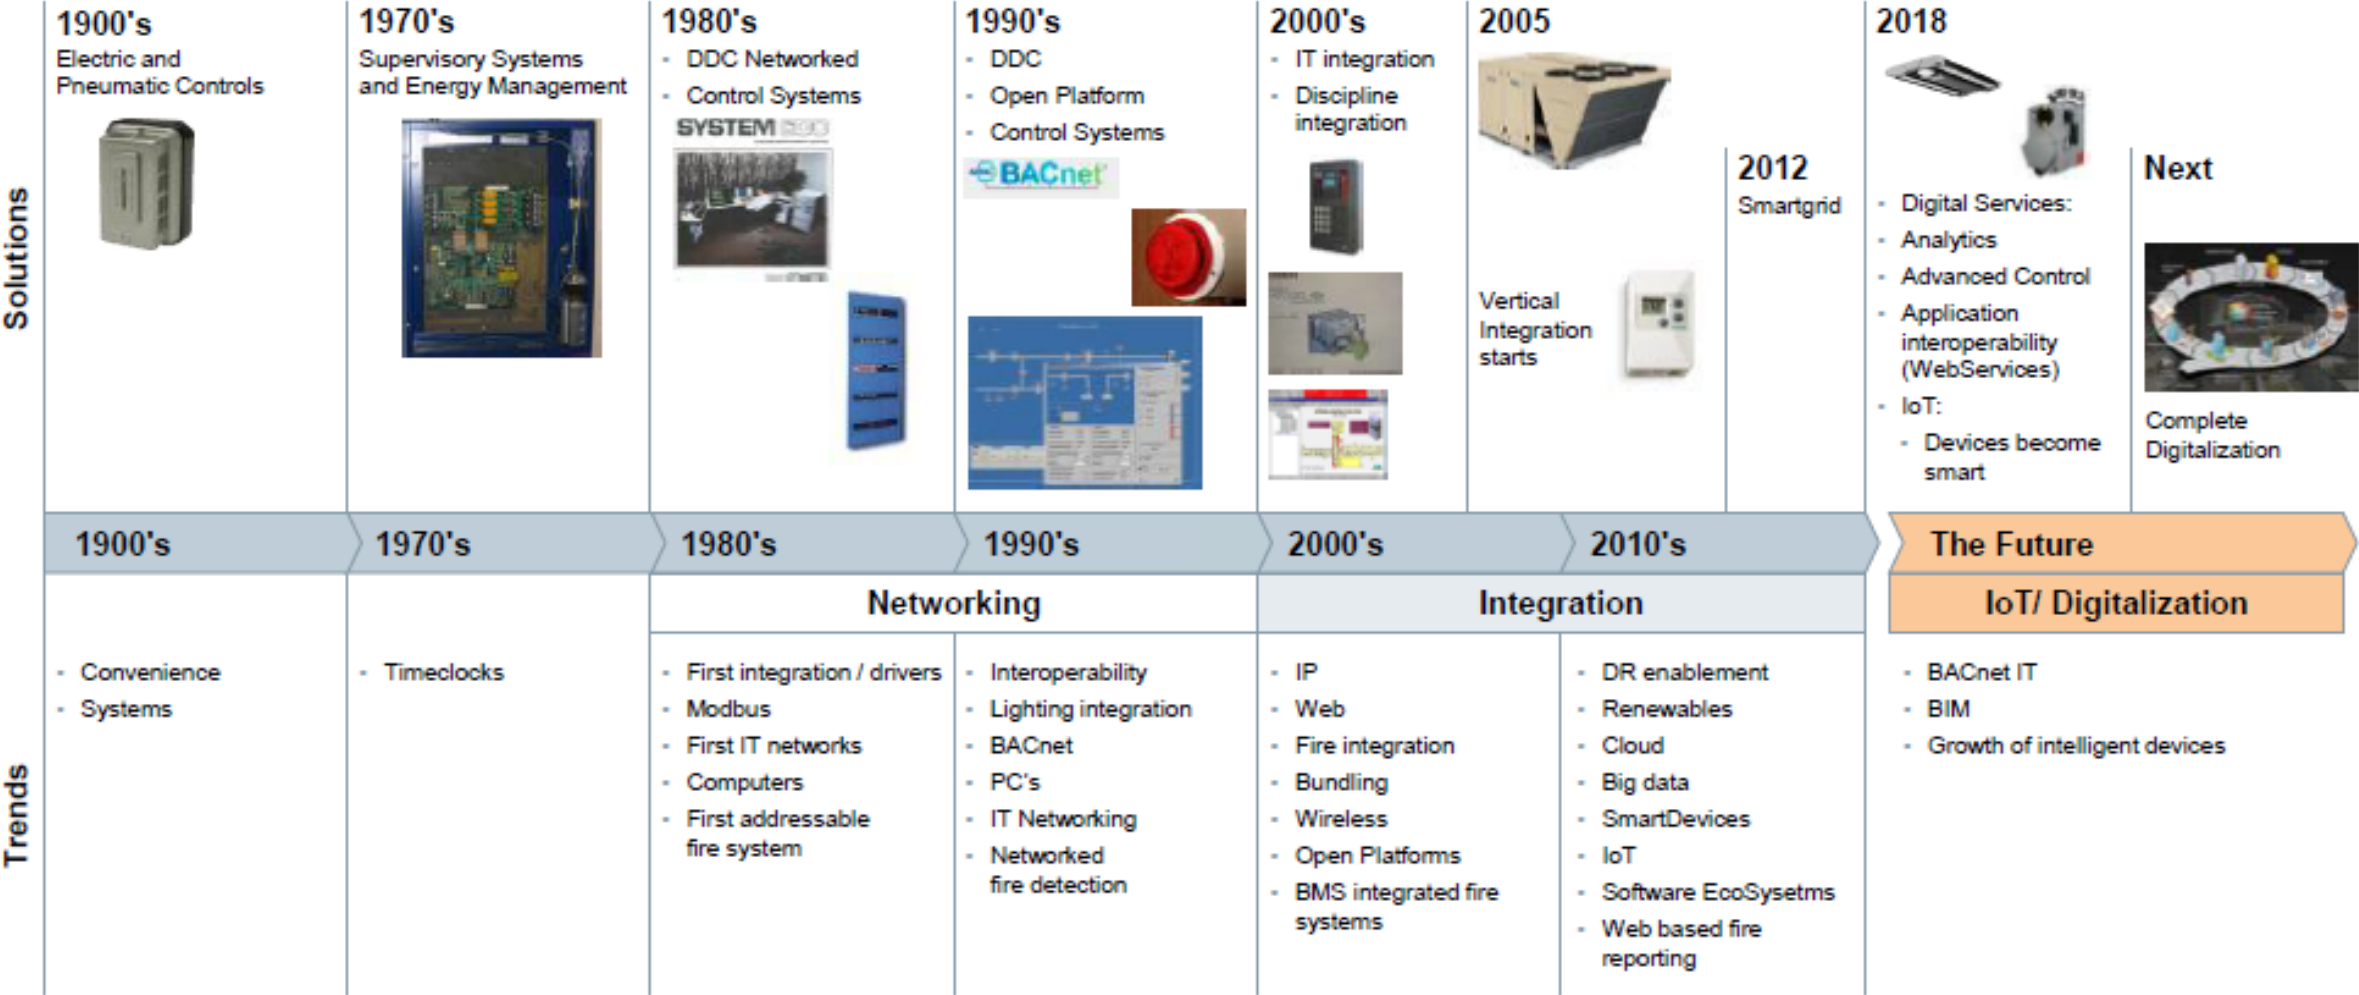 Solutions
1900's
Electric and
Pneumatic Controls
1970's
Supervisory Systems
and Energy Management
1980's
- DDC Networked
- Control Systems
SYSTEM
1990's
- DDC
- Open Platform
- Control Systems
BACnet
2000's
- IT integration
- Discipline
integration
2005
Vertical
Integration
starts
2012
Smartgrid
2018
- Digital Services:
- Analytics
- Advanced Control
- Application
interoperability
(WebServices)
- IoT:
- Devices become
smart
Next
Complete
Digitalization
1900's
1970's
1980's
1990's
2000's
2010's
The Future
Networking
Integration
IoT/ Digitalization
Trends
- Convenience
- Systems
- Timeclocks
- First integration / drivers
- Modbus
- First IT networks
- Computers
- First addressable
fire system
- Interoperability
- Lighting integration
- BACnet
- PC's
- IT Networking
- Networked
fire detection
- IP
- Web
- Fire integration
- Bundling
- Wireless
- Open Platforms
- BMS integrated fire
systems
- DR enablement
- Renewables
- Cloud
- Big data
- SmartDevices
- IoT
- Software EcoSysetms
- Web based fire
reporting
- BACnet IT
- BIM
- Growth of intelligent devices